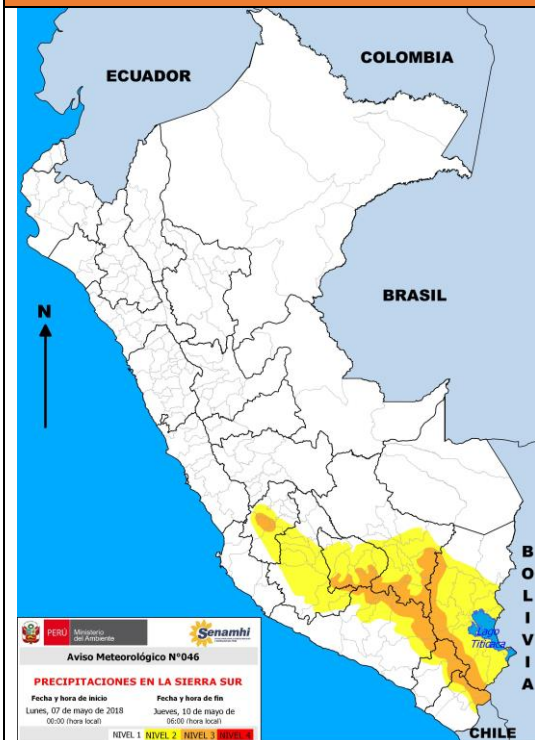 COLOMBIA
ECUADOR
BRASIL
N
BOLIVIA
Lago
Titicaca
CHILE
PERÚ
Ministerio
del Ambiente
Senamhi
Aviso Meteorológico N°046
PRECIPITACIONES EN LA SIERRA SUR
Fecha y hora de inicio
Fecha y hora de fin
Lunes, 07 de mayo de 2018
Jueves, 10 de mayo de
00:00 (hora local)
06:00 (hora local)
NIVEL 1 NIVEL 2 NIVEL 3 NIVEL 4